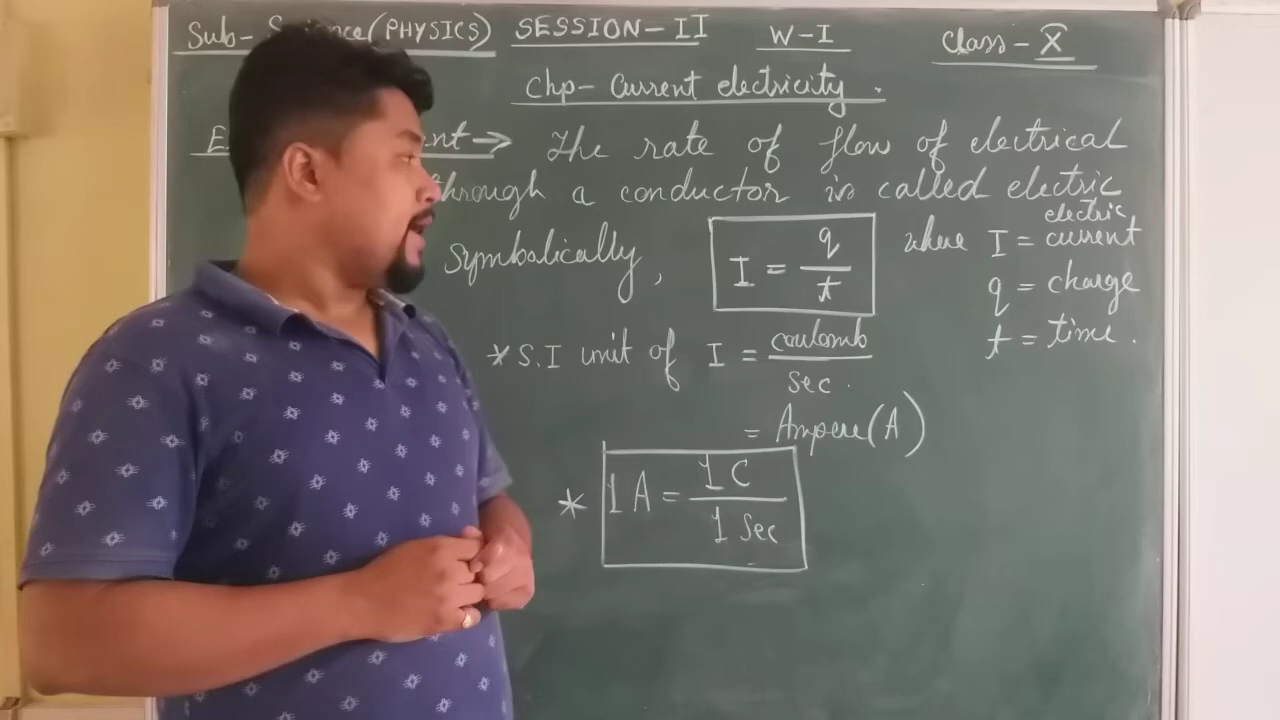 Sub- Science(PHYSICS) SESSION-II W-I Class-X
Chp- Current electricity.
nt → The rate of flow of electrical
through a conductor is called electric
Symbolically, I = q/t where I = electric current
q = charge
t = time.
* S.I unit of I = coulomb/sec.
= Ampere(A)
* 1 A = 1 C/1 Sec